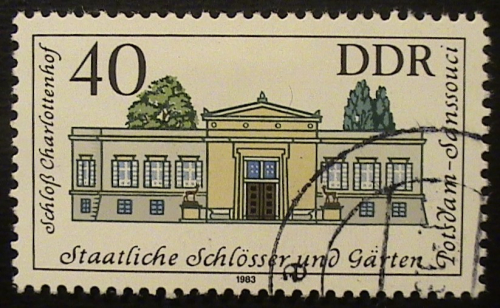 40
DDR
Schloß Charlottenhof
Potsdam-Sanssouci
Staatliche Schlösser und Gärten
1983